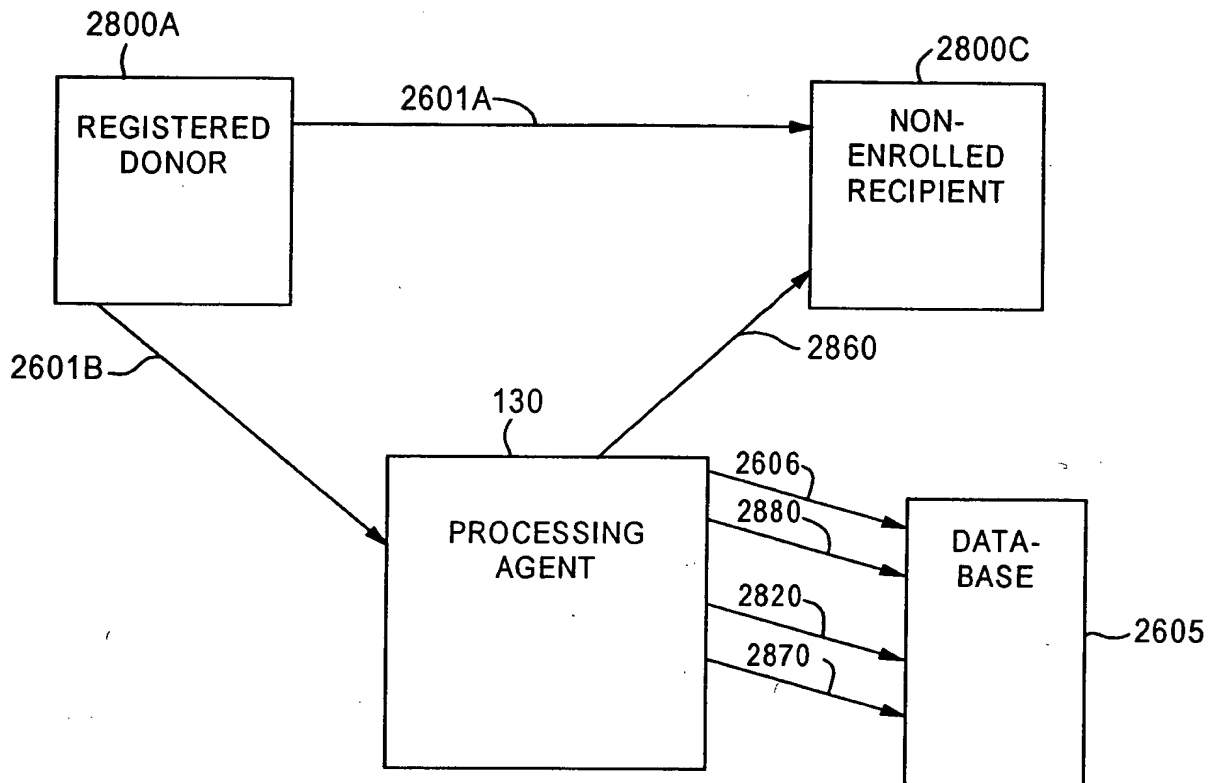 2800A
2800C
REGISTERED
DONOR
2601A
NON-
ENROLLED
RECIPIENT
2601B
2860
130
PROCESSING
AGENT
2606
2880
2820
2870
DATA-
BASE
2605